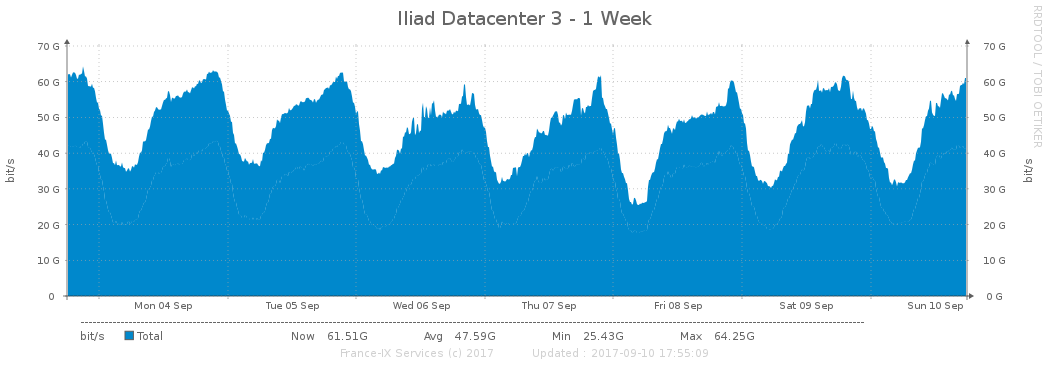 Iliad Datacenter 3 - 1 Week
RRDTOOL / TOBI OETIKER
70 G 70 G
60 G 60 G
50 G 50 G
40 G 40 G
30 G 30 G
20 G 20 G
10 G 10 G
0 0 G
bit/s
bit/s
Mon 04 Sep Tue 05 Sep Wed 06 Sep Thu 07 Sep Fri 08 Sep Sat 09 Sep Sun 10 Sep
bit/s Total Now 61.51G Avg 47.59G Min 25.43G Max 64.25G
France-IX Services (c) 2017 Updated : 2017-09-10 17:55:09